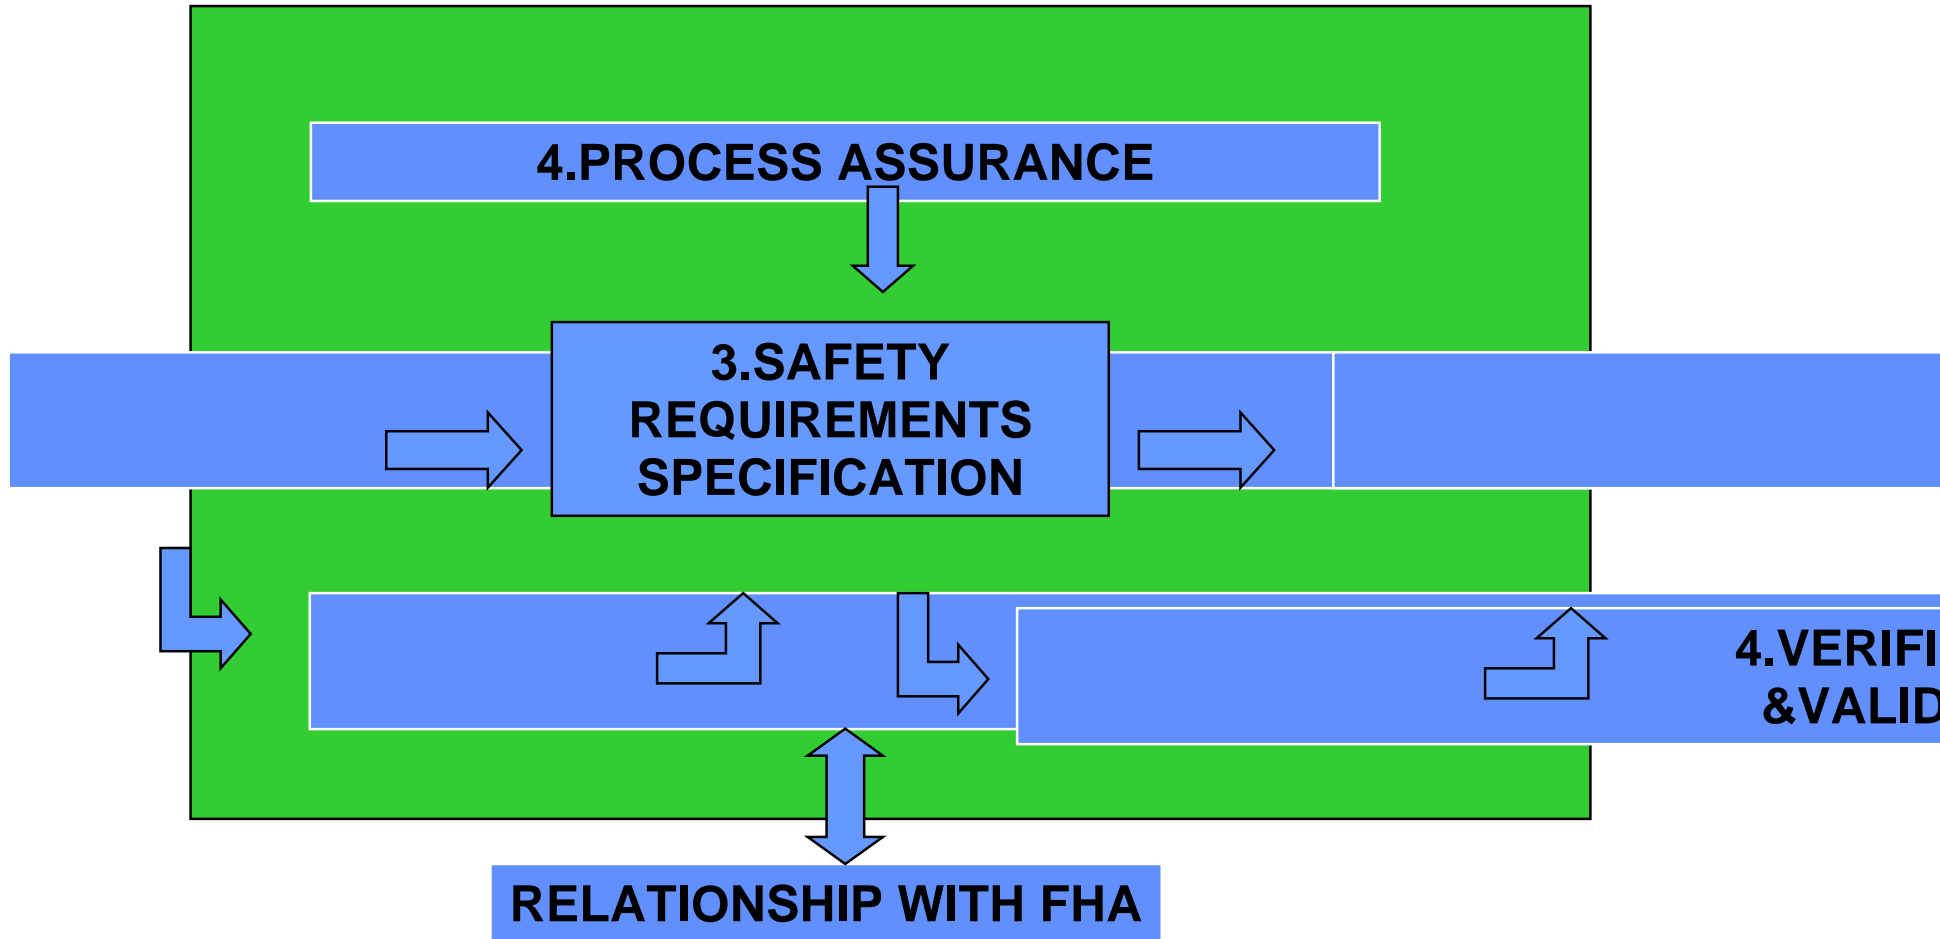 4.PROCESS ASSURANCE
3.SAFETY
REQUIREMENTS
SPECIFICATION
4.VERIFI
&VALID
RELATIONSHIP WITH FHA